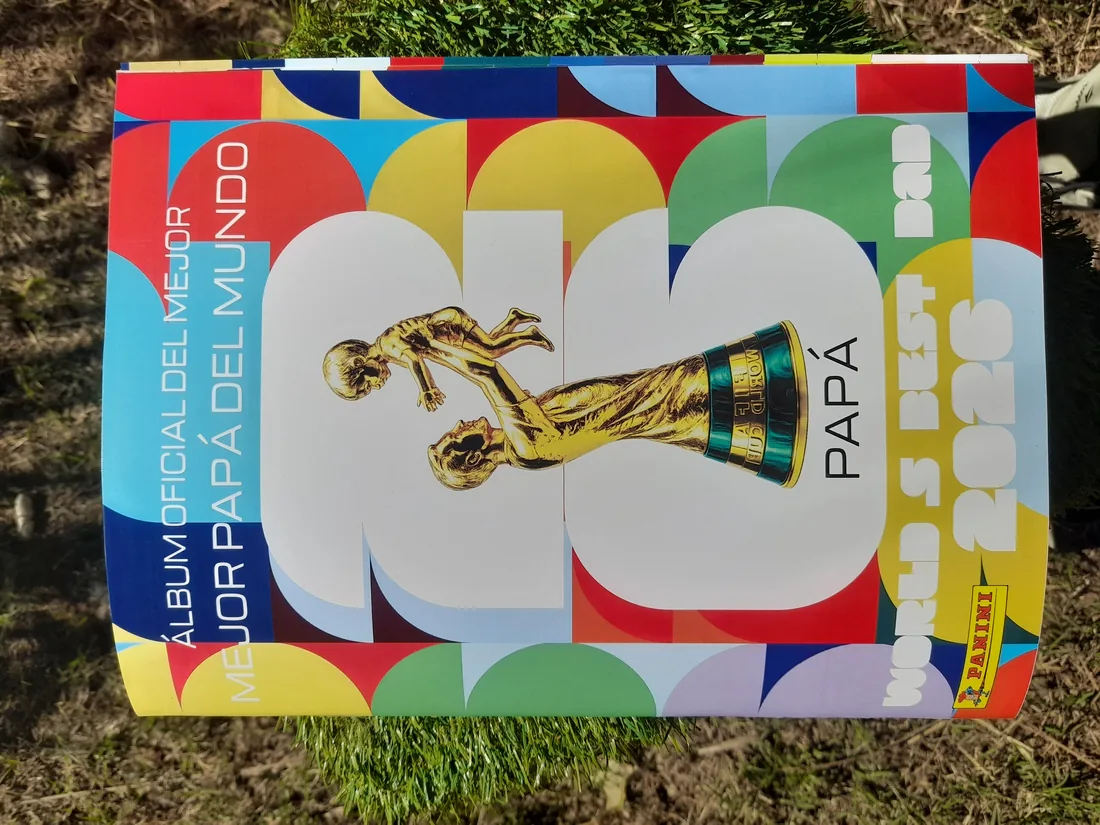 ÁLBUM OFICIAL DEL MEJOR
MEJOR PAPÁ DEL MUNDO
PAPÁ
WORLD S BEST DAD
2026
PANINI